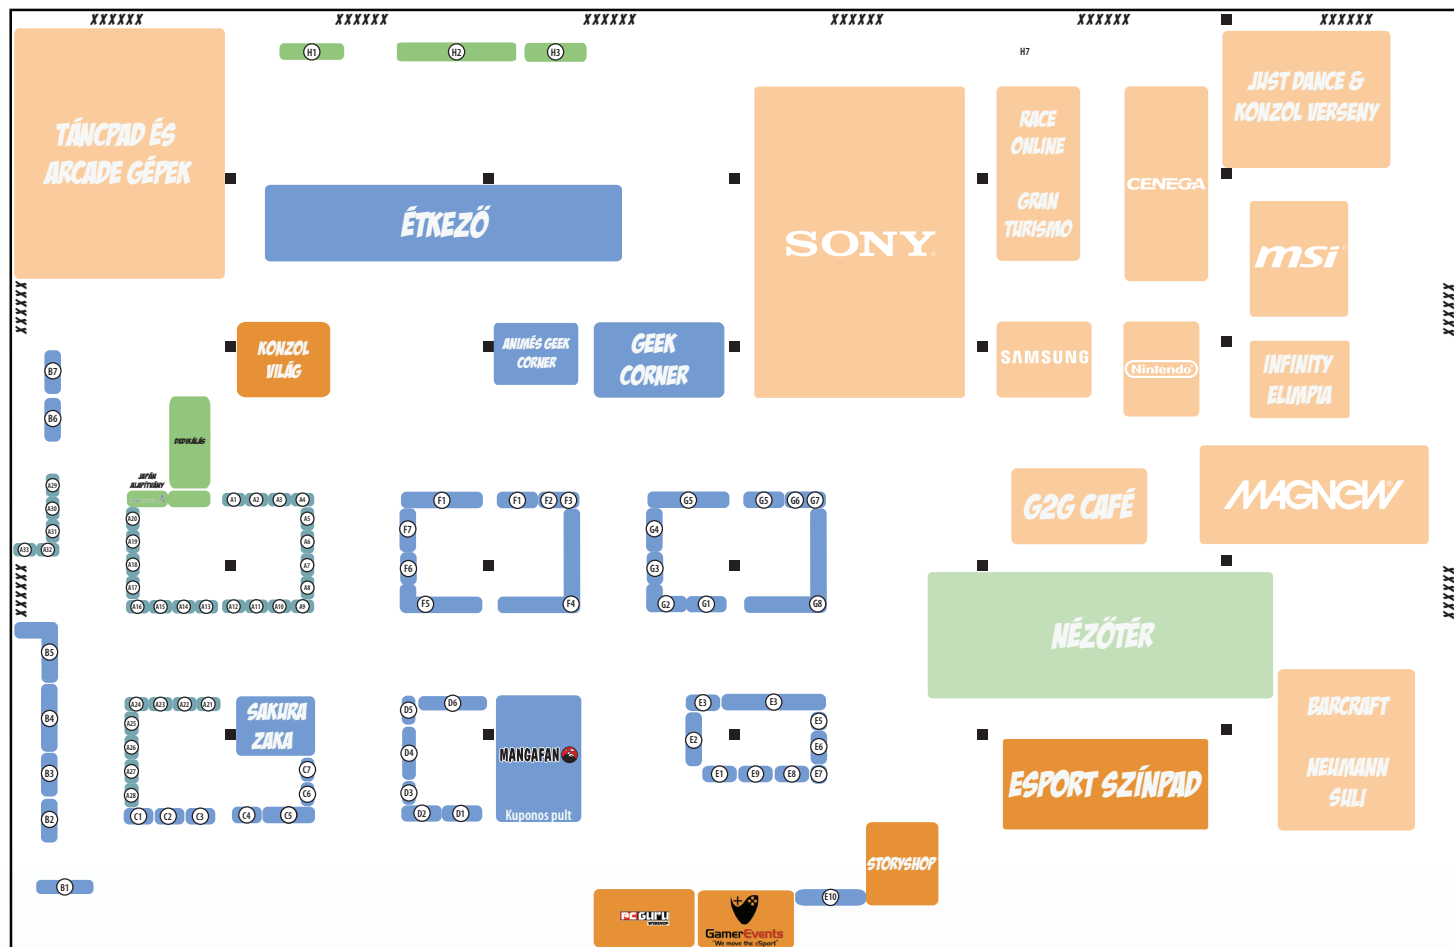 XXXXXX XXXXXX XXXXXX XXXXXX XXXXXX XXXXXX
H1 H2 H3 H7
TÁNCPAD ÉS
ARCADE GÉPEK
ÉTKEZŐ
SONY
RACE
ONLINE
GRAN
TURISMO
CENEGA
JUST DANCE &
KONZOL VERSENY
msi
XXXXXX
XXXXXX
KONZOL
VILÁG
ANIMÉS GEEK
CORNER
GEEK
CORNER
SAMSUNG
Nintendo
INFINITY
ELIMPIA
B7
B6
DEDIKÁLÁS
JAPÁN
ALAPÍTVÁNY
G2G CAFÉ
MAGNEW
A29
A30
A31
A33 A32
A1 A2 A3 A4
A20 A5
A19 A6
A18 A7
A17 A8
A16 A15 A14 A13 A12 A11 A10 A9
F1 F1 F2 F3
F7
F6
F5 F4
G5 G5 G6 G7
G4
G3
G2 G1 G8
XXXXXX
XXXXXX
NÉZŐTÉR
B5
B4
B3
B2
B1
A24 A23 A22 A21
A25
A26
A27
A28
SAKURA
ZAKA
C7
C6
C1 C2 C3 C4 C5
D5 D6
D4
D3
D2 D1
MANGAFAN
Kuponos pult
E3 E3
E5
E2 E6
E1 E9 E8 E7
ESPORT SZÍNPAD
BARCRAFT
NEUMANN
SULI
STORYSHOP
E10
PC GURU
WEBSHOP
GamerEvents
"We move the eSport"